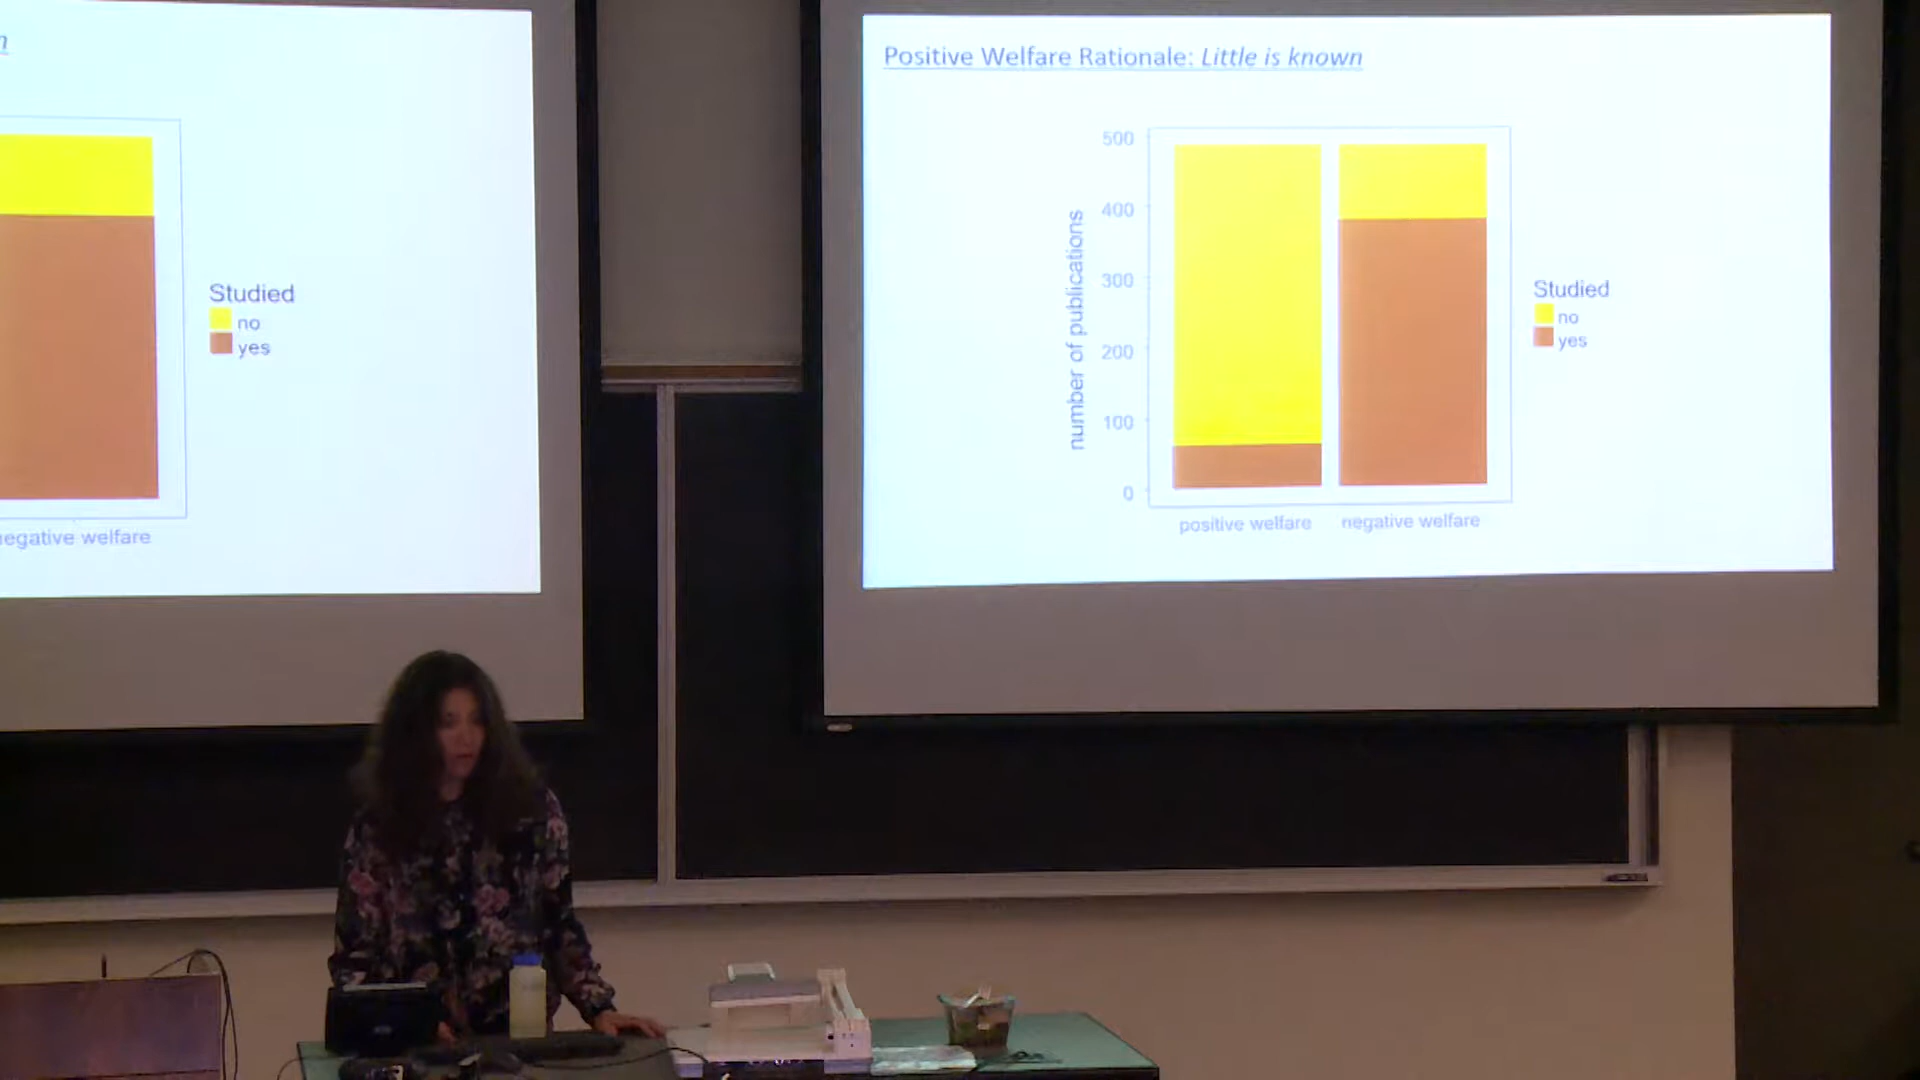 n
Studied
no
yes
negative welfare
Positive Welfare Rationale: Little is known
500
400
300
200
100
0
number of publications
positive welfare negative welfare
Studied
no
yes